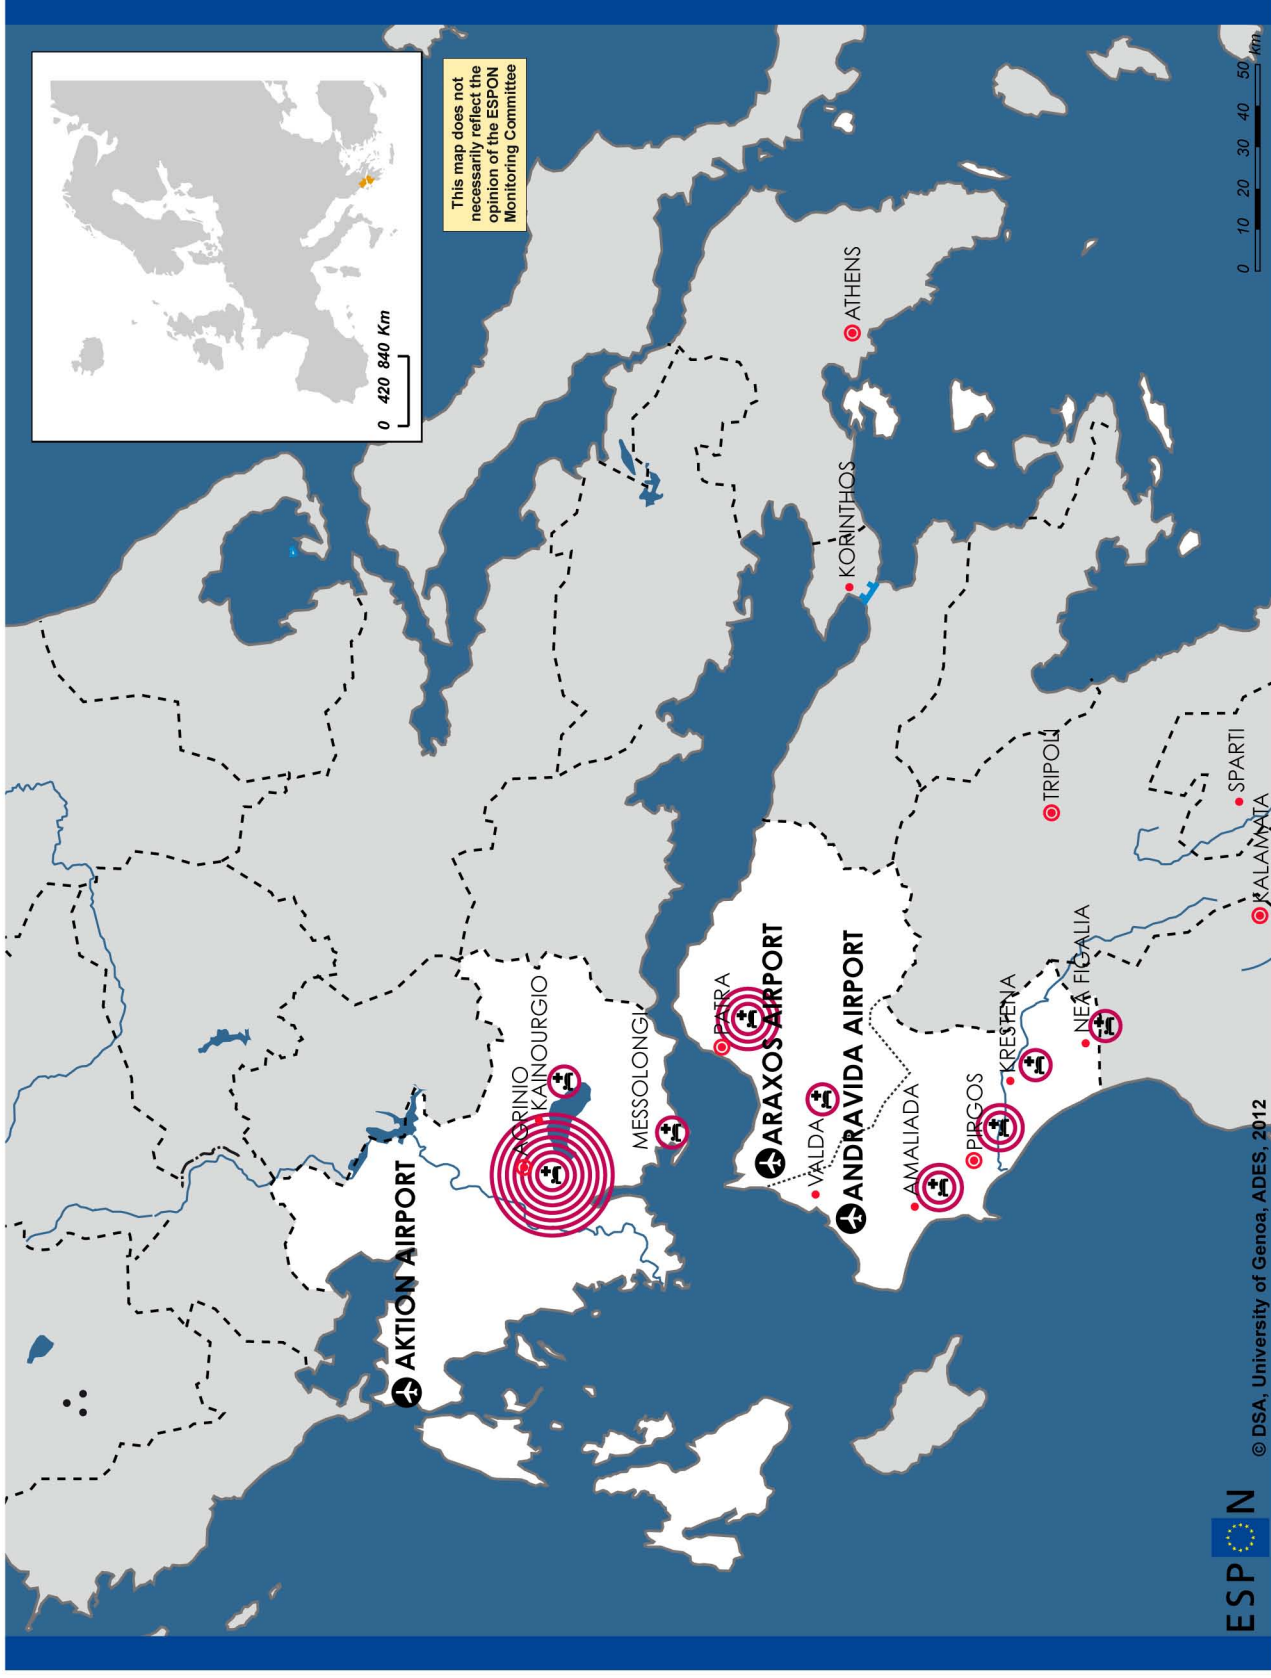 0 420 840 Km
This map does not
necessarily reflect the
opinion of the ESPON
Monitoring Committee
AKTION AIRPORT
AGRINIO
KAINOURGIO
MESSOLONGI
PATRA
ARAXOS AIRPORT
VALDA
ANDRAVIDA AIRPORT
AMALIADA
PIRGOS
KRESTENA
NEA FIGALIA
KORINTHOS
ATHENS
TRIPOLI
SPARTI
KALAMATA
0 10 20 30 40 50 km
ESPON
© DSA, University of Genoa, ADES, 2012